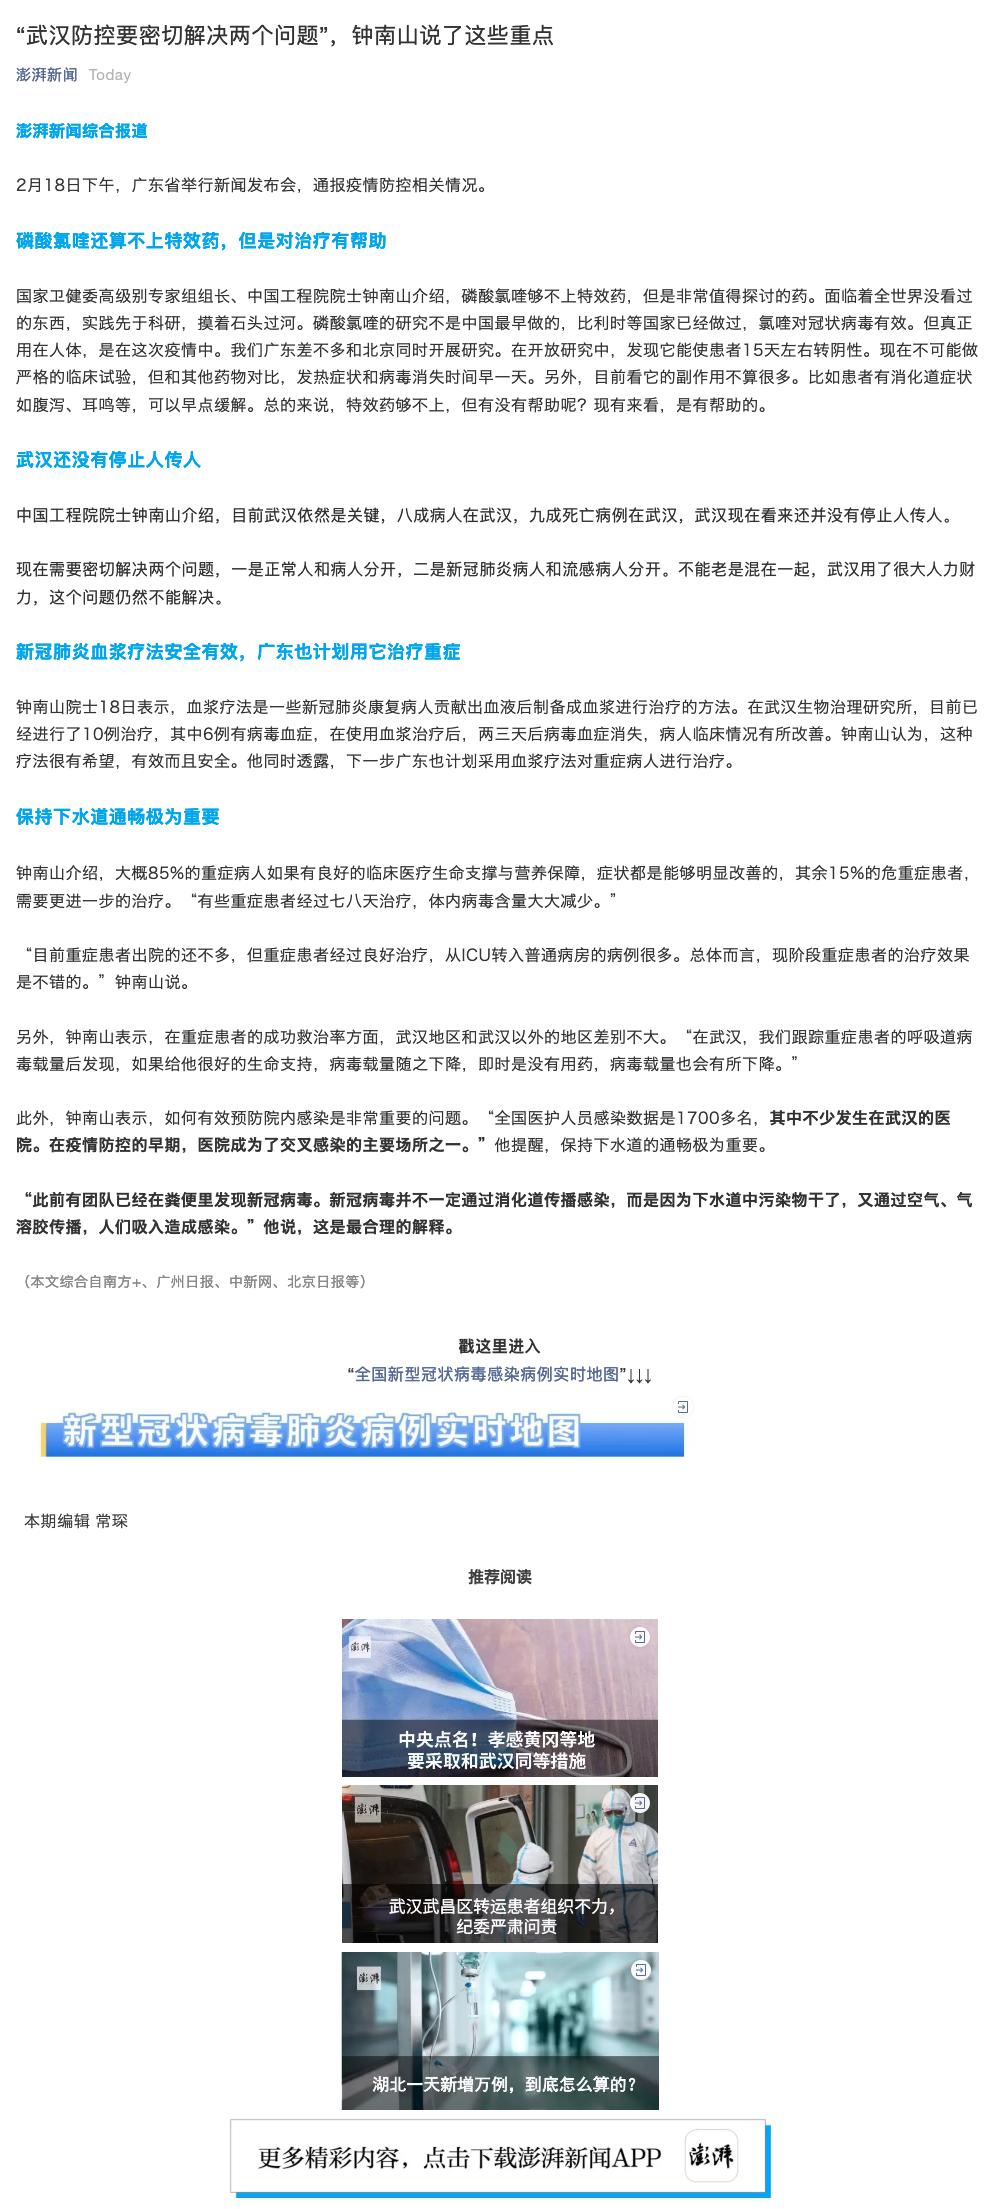 “武汉防控要密切解决两个问题”，钟南山说了这些重点
澎湃新闻 Today
澎湃新闻综合报道
2月18日下午，广东省举行新闻发布会，通报疫情防控相关情况。
磷酸氯喹还算不上特效药，但是对治疗有帮助
国家卫健委高级别专家组组长、中国工程院院士钟南山介绍，磷酸氯喹够不上特效药，但是非常值得探讨的药。面临着全世界没看过
的东西，实践先于科研，摸着石头过河。磷酸氯喹的研究不是中国最早做的，比利时等国家已经做过，氯喹对冠状病毒有效。但真正
用在人体，是在这次疫情中。我们广东差不多和北京同时开展研究。在开放研究中，发现它能使患者15天左右转阴性。现在不可能做
严格的临床试验，但和其他药物对比，发热症状和病毒消失时间早一天。另外，目前看它的副作用不算很多。比如患者有消化道症状
如腹泻、耳鸣等，可以早点缓解。总的来说，特效药够不上，但有没有帮助呢？现有来看，是有帮助的。
武汉还没有停止人传人
中国工程院院士钟南山介绍，目前武汉依然是关键，八成病人在武汉，九成死亡病例在武汉，武汉现在看来还并没有停止人传人。
现在需要密切解决两个问题，一是正常人和病人分开，二是新冠肺炎病人和流感病人分开。不能老是混在一起，武汉用了很大人力财
力，这个问题仍然不能解决。
新冠肺炎血浆疗法安全有效，广东也计划用它治疗重症
钟南山院士18日表示，血浆疗法是一些新冠肺炎康复病人贡献出血液后制备成血浆进行治疗的方法。在武汉生物治理研究所，目前已
经进行了10例治疗，其中6例有病毒血症，在使用血浆治疗后，两三天后病毒血症消失，病人临床情况有所改善。钟南山认为，这种
疗法很有希望，有效而且安全。他同时透露，下一步广东也计划采用血浆疗法对重症病人进行治疗。
保持下水道通畅极为重要
钟南山介绍，大概85%的重症病人如果有良好的临床医疗生命支撑与营养保障，症状都是能够明显改善的，其余15%的危重症患者，
需要更进一步的治疗。“有些重症患者经过七八天治疗，体内病毒含量大大减少。”
“目前重症患者出院的还不多，但重症患者经过良好治疗，从ICU转入普通病房的病例很多。总体而言，现阶段重症患者的治疗效果
是不错的。”钟南山说。
另外，钟南山表示，在重症患者的成功救治率方面，武汉地区和武汉以外的地区差别不大。“在武汉，我们跟踪重症患者的呼吸道病
毒载量后发现，如果给他很好的生命支持，病毒载量随之下降，即时是没有用药，病毒载量也会有所下降。”
此外，钟南山表示，如何有效预防院内感染是非常重要的问题。“全国医护人员感染数据是1700多名，其中不少发生在武汉的医
院。在疫情防控的早期，医院成为了交叉感染的主要场所之一。”他提醒，保持下水道的通畅极为重要。
“此前有团队已经在粪便里发现新冠病毒。新冠病毒并不一定通过消化道传播感染，而是因为下水道中污染物干了，又通过空气、气
溶胶传播，人们吸入造成感染。”他说，这是最合理的解释。
（本文综合自南方+、广州日报、中新网、北京日报等）
戳这里进入
“全国新型冠状病毒感染病例实时地图”↓↓↓
新型冠状病毒肺炎病例实时地图
本期编辑 常琛
推荐阅读
澎湃
中央点名！孝感黄冈等地
要采取和武汉同等措施
澎湃
武汉武昌区转运患者组织不力，
纪委严肃问责
澎湃
湖北一天新增万例，到底怎么算的？
更多精彩内容，点击下载澎湃新闻APP 澎湃